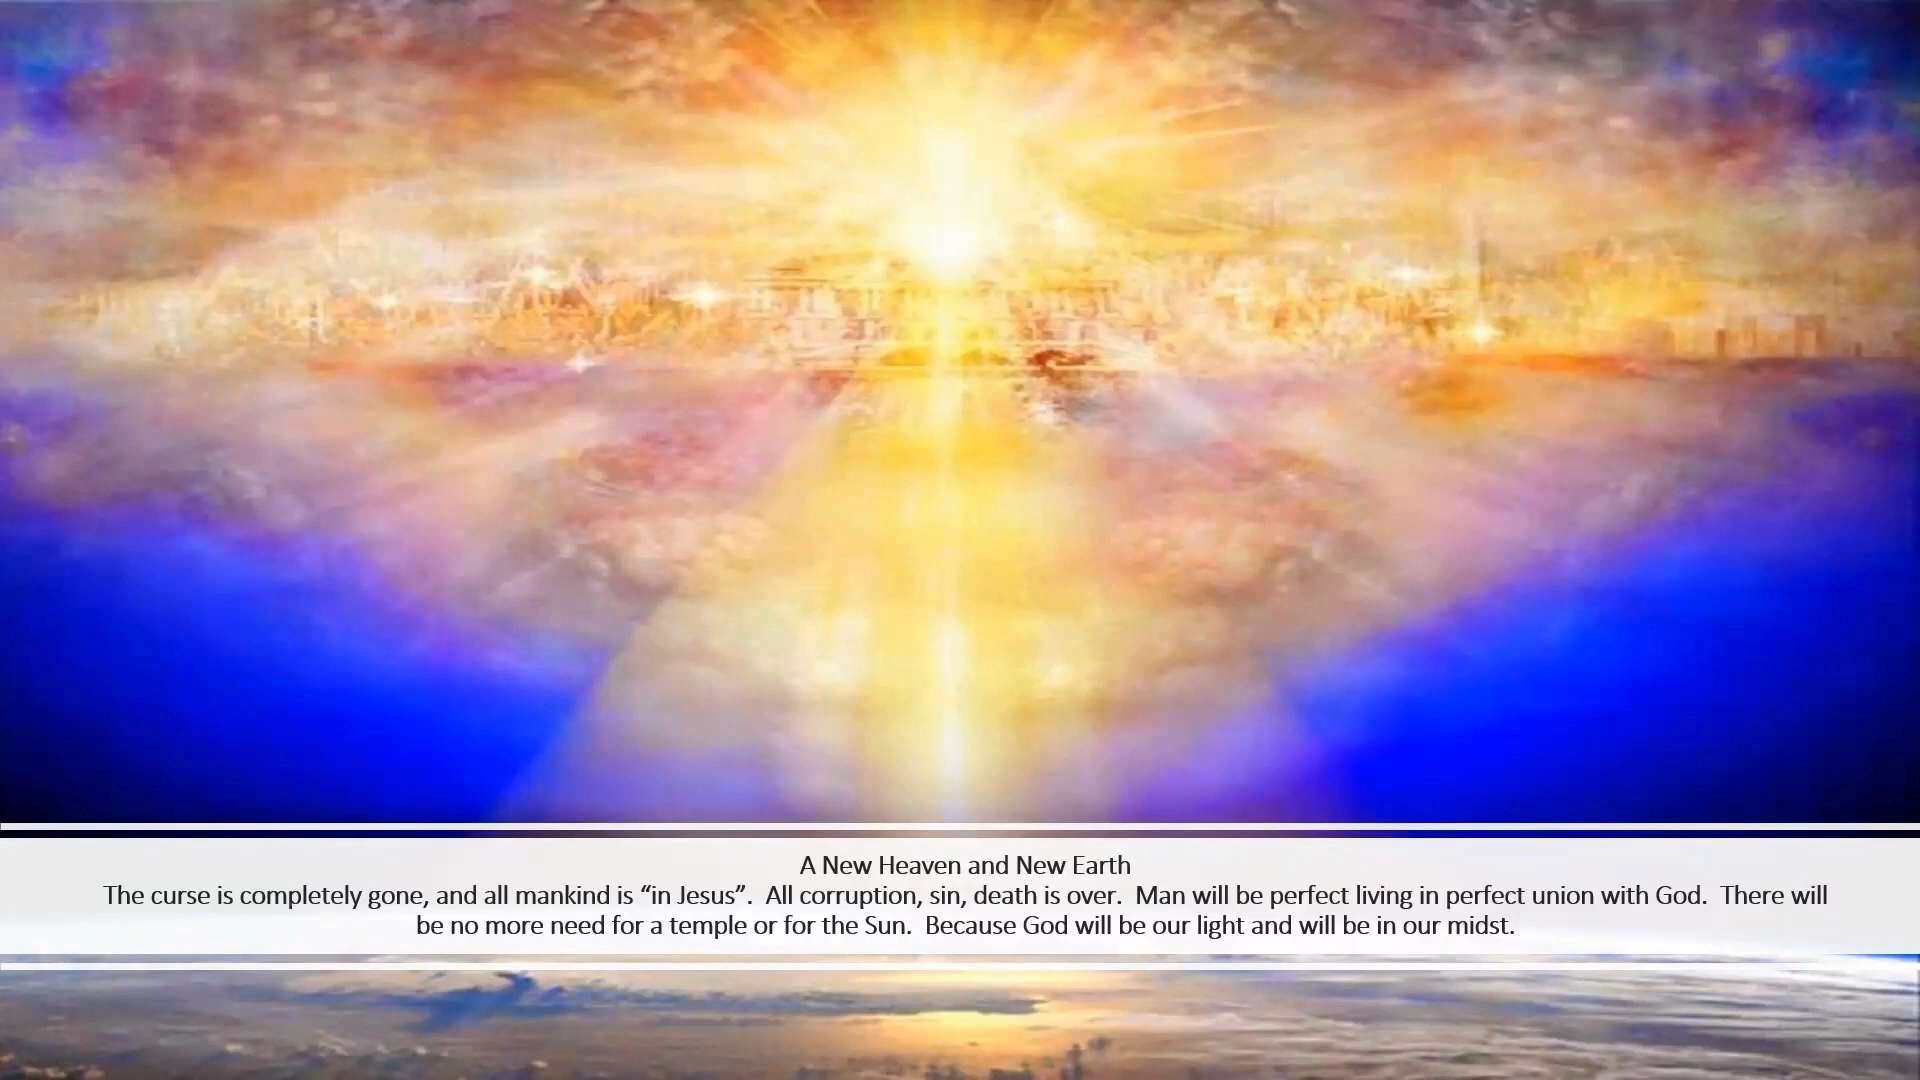 A New Heaven and New Earth
The curse is completely gone, and all mankind is “in Jesus”.  All corruption, sin, death is over.  Man will be perfect living in perfect union with God.  There will
be no more need for a temple or for the Sun.  Because God will be our light and will be in our midst.